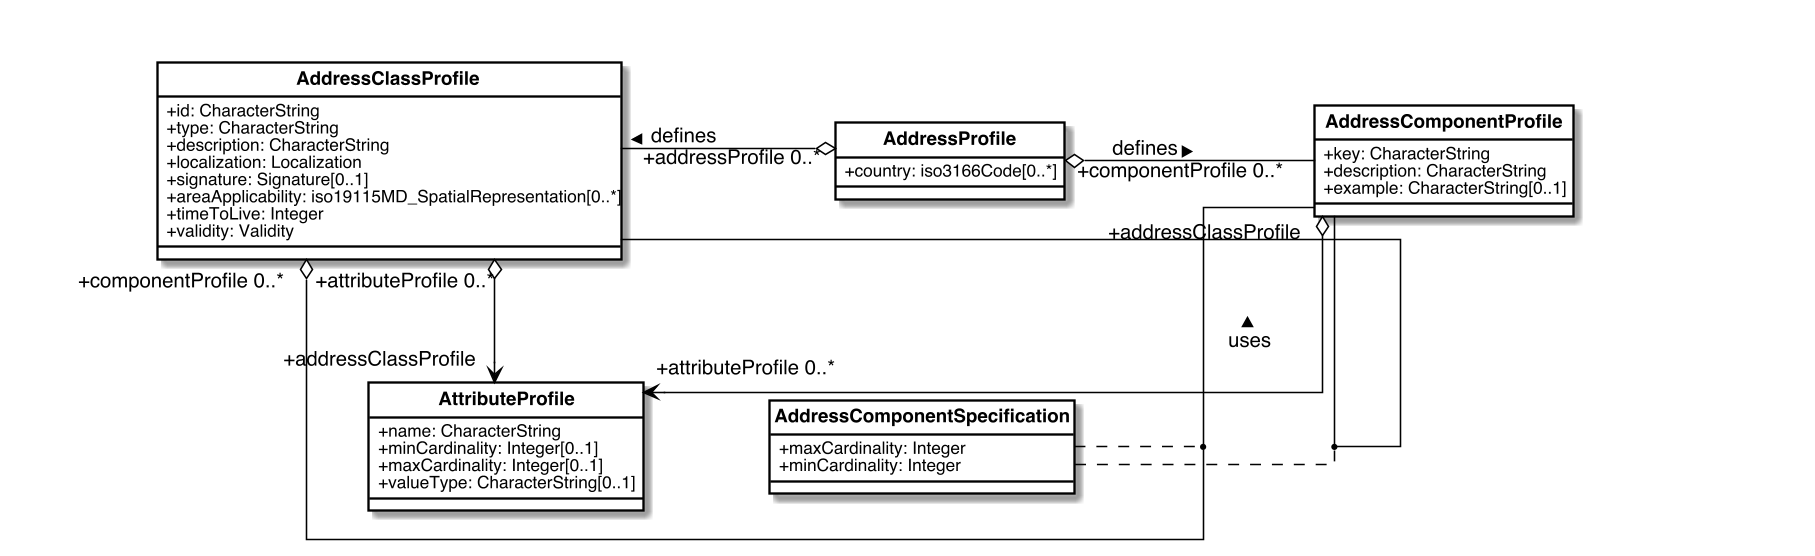 AddressClassProfile
+id: CharacterString
+type: CharacterString
+description: CharacterString
+localization: Localization
+signature: Signature[0..1]
+areaApplicability: iso19115MD_SpatialRepresentation[0..*]
+timeToLive: Integer
+validity: Validity
◀ defines
+addressProfile 0..*
AddressProfile
+country: iso3166Code[0..*]
defines ▶
+componentProfile 0..*
AddressComponentProfile
+key: CharacterString
+description: CharacterString
+example: CharacterString[0..1]
+addressClassProfile
+componentProfile 0..*
+attributeProfile 0..*
▲
uses
+addressClassProfile
+attributeProfile 0..*
AttributeProfile
+name: CharacterString
+minCardinality: Integer[0..1]
+maxCardinality: Integer[0..1]
+valueType: CharacterString[0..1]
AddressComponentSpecification
+maxCardinality: Integer
+minCardinality: Integer